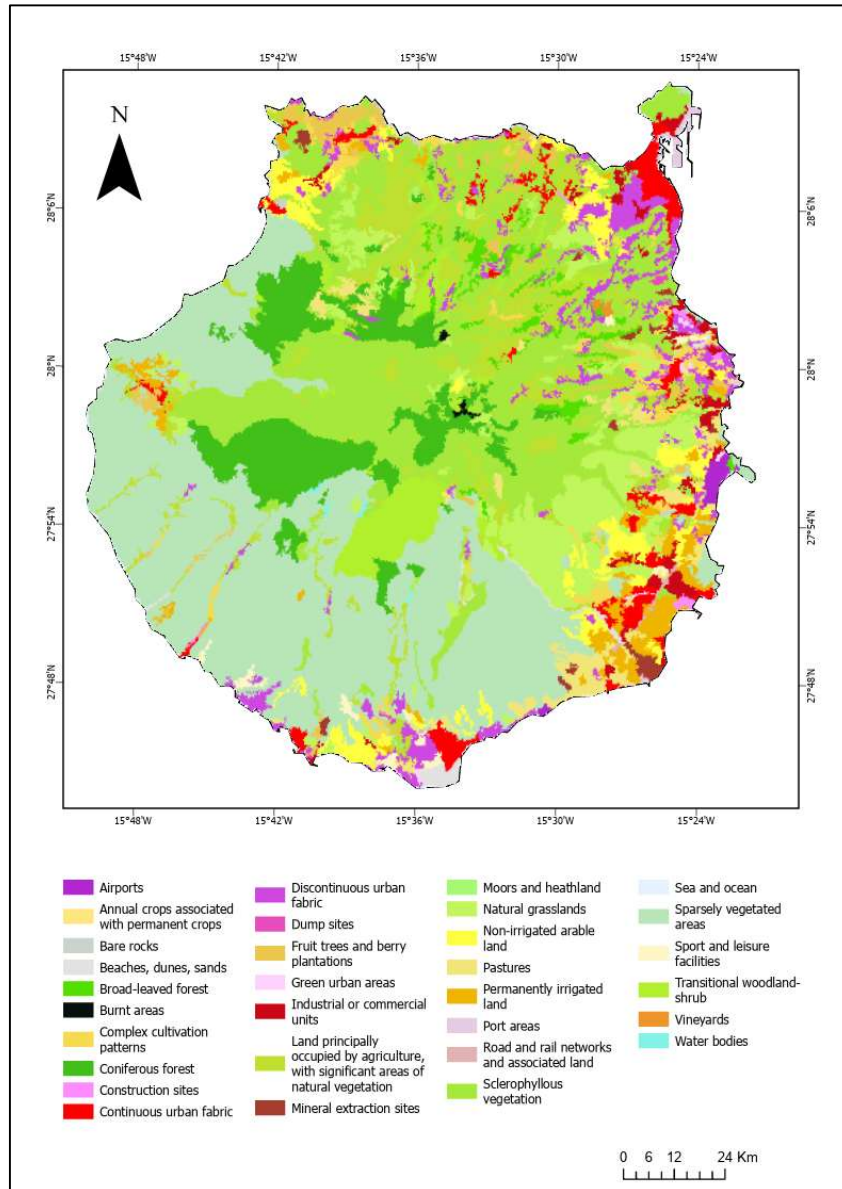 15°48'W 15°42'W 15°36'W 15°30'W 15°24'W
N
28°6'N 28°6'N
28°N 28°N
27°54'N 27°54'N
27°48'N 27°48'N
15°48'W 15°42'W 15°36'W 15°30'W 15°24'W
Airports
Annual crops associated
with permanent crops
Bare rocks
Beaches, dunes, sands
Broad-leaved forest
Burnt areas
Complex cultivation
patterns
Coniferous forest
Construction sites
Continuous urban fabric
Discontinuous urban
fabric
Dump sites
Fruit trees and berry
plantations
Green urban areas
Industrial or commercial
units
Land principally
occupied by agriculture,
with significant areas of
natural vegetation
Mineral extraction sites
Moors and heathland
Natural grasslands
Non-irrigated arable
land
Pastures
Permanently irrigated
land
Port areas
Road and rail networks
and associated land
Sclerophyllous
vegetation
Sea and ocean
Sparsely vegetated
areas
Sport and leisure
facilities
Transitional woodland-
shrub
Vineyards
Water bodies
0 6 12 24 Km